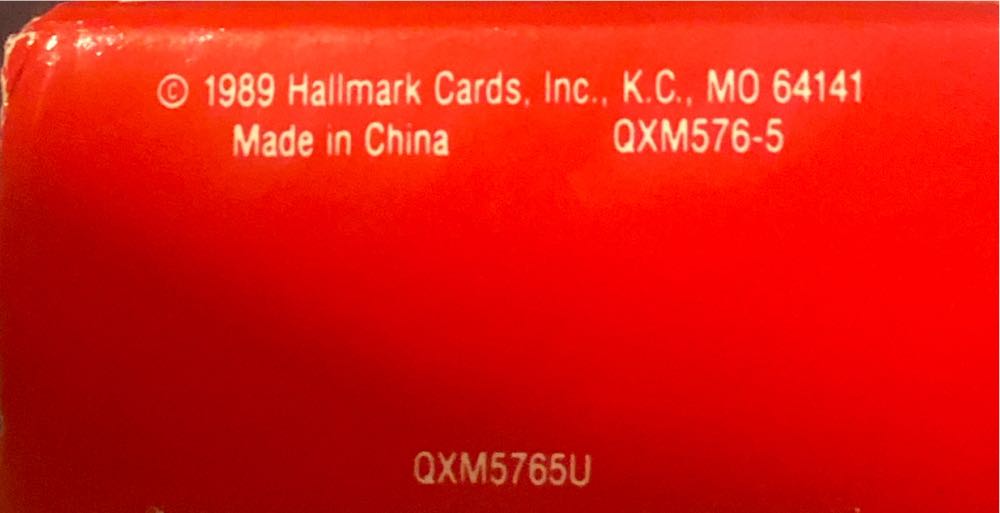 © 1989 Hallmark Cards, Inc., K.C., MO 64141
Made in China QXM576-5
QXM5765U